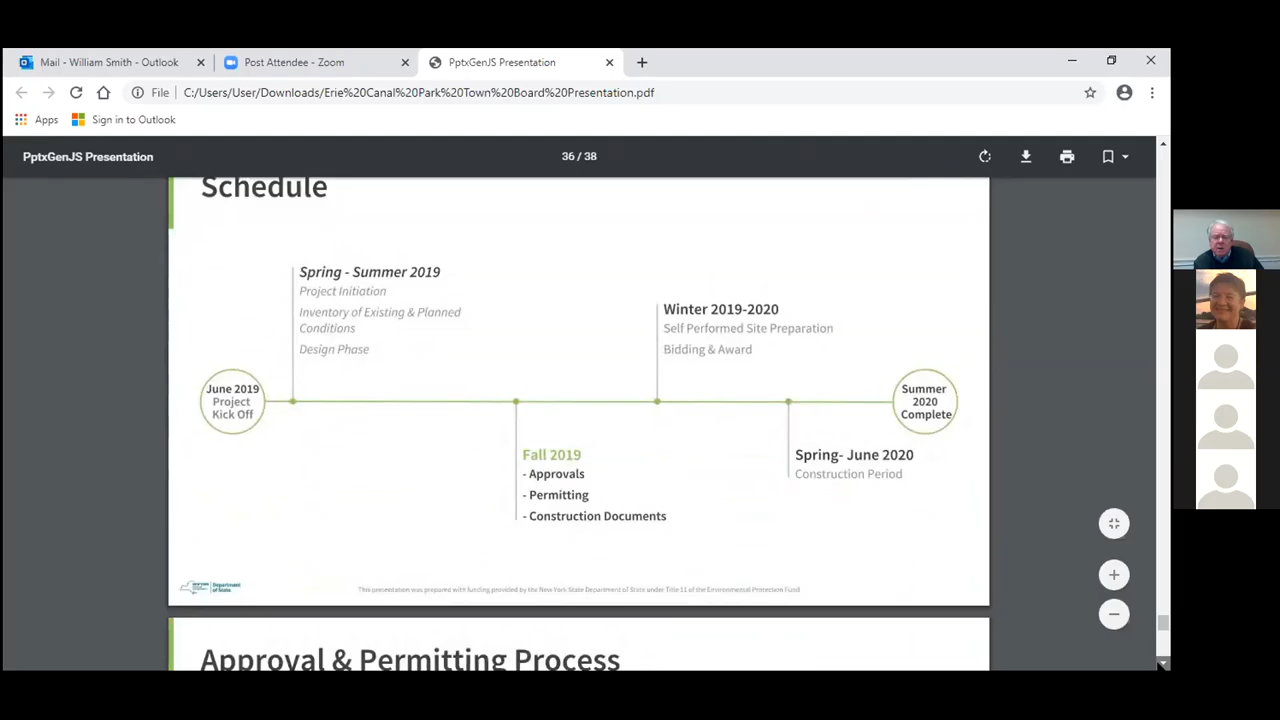 Mail - William Smith - Outlook
Post Attendee - Zoom
PptxGenJS Presentation
File
C:/Users/User/Downloads/Erie%20Canal%20Park%20Town%20Board%20Presentation.pdf
Apps
Sign in to Outlook
PptxGenJS Presentation
36 / 38
Schedule
Spring - Summer 2019
Project Initiation
Inventory of Existing & Planned
Conditions
Design Phase
Winter 2019-2020
Self Performed Site Preparation
Bidding & Award
June 2019
Project
Kick Off
Summer
2020
Complete
Fall 2019
- Approvals
- Permitting
- Construction Documents
Spring- June 2020
Construction Period
Department
of State
This presentation was prepared with funding provided by the New York State Department of State under Title 11 of the Environmental Protection Fund
Approval & Permitting Process